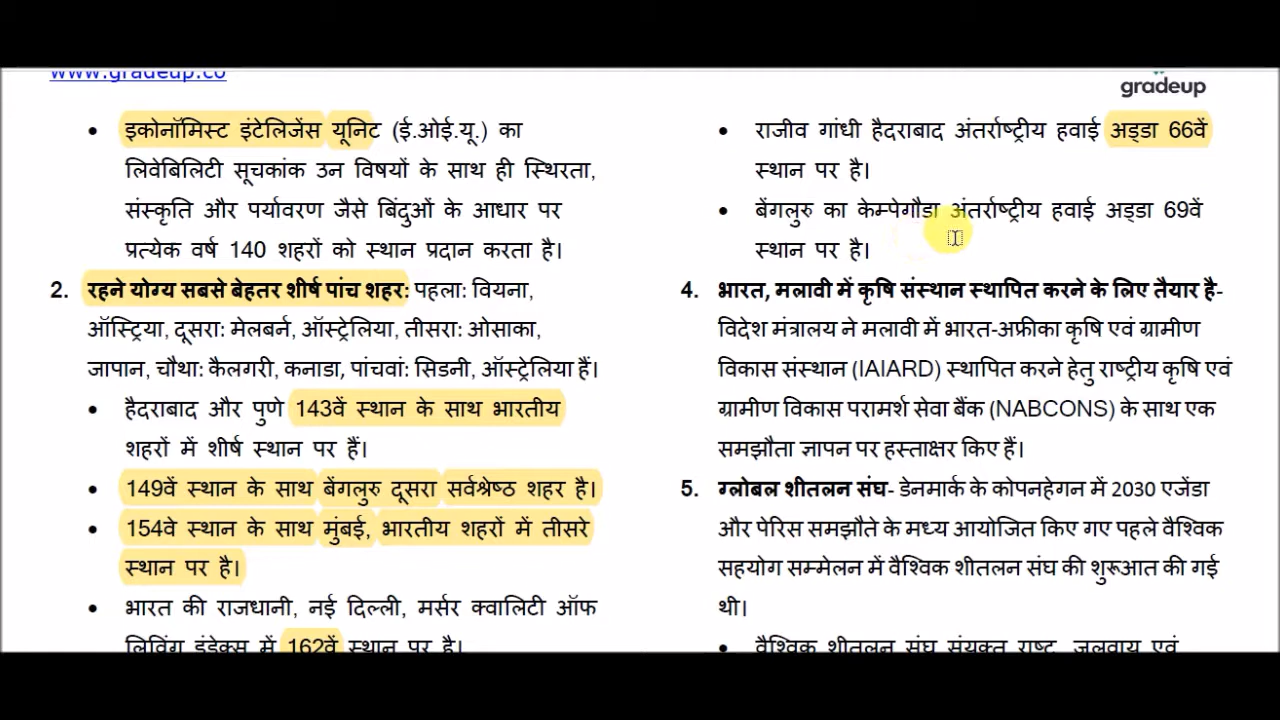 www.gradeup.co
gradeup
इकोनॉमिस्ट इंटेलिजेंस यूनिट (ई.ओई.यू.) का
लिवेबिलिटी सूचकांक उन विषयों के साथ ही स्थिरता,
संस्कृति और पर्यावरण जैसे बिंदुओं के आधार पर
प्रत्येक वर्ष 140 शहरों को स्थान प्रदान करता है।
2. रहने योग्य सबसे बेहतर शीर्ष पांच शहर: पहला: वियना,
ऑस्ट्रिया, दूसरा: मेलबर्न, ऑस्ट्रेलिया, तीसरा: ओसाका,
जापान, चौथा: कैलगरी, कनाडा, पांचवां: सिडनी, ऑस्ट्रेलिया हैं।
• हैदराबाद और पुणे 143वें स्थान के साथ भारतीय
शहरों में शीर्ष स्थान पर हैं।
• 149वें स्थान के साथ बेंगलुरु दूसरा सर्वश्रेष्ठ शहर है।
• 154वे स्थान के साथ मुंबई, भारतीय शहरों में तीसरे
स्थान पर है।
• भारत की राजधानी, नई दिल्ली, मर्सर क्वालिटी ऑफ
लिविंग इंडेक्स में 162वें स्थान पर है।
• राजीव गांधी हैदराबाद अंतर्राष्ट्रीय हवाई अड्डा 66वें
स्थान पर है।
• बेंगलुरु का केम्पेगौडा अंतर्राष्ट्रीय हवाई अड्डा 69वें
स्थान पर है।
4. भारत, मलावी में कृषि संस्थान स्थापित करने के लिए तैयार है-
विदेश मंत्रालय ने मलावी में भारत-अफ्रीका कृषि एवं ग्रामीण
विकास संस्थान (IAIARD) स्थापित करने हेतु राष्ट्रीय कृषि एवं
ग्रामीण विकास परामर्श सेवा बैंक (NABCONS) के साथ एक
समझौता ज्ञापन पर हस्ताक्षर किए हैं।
5. ग्लोबल शीतलन संघ- डेनमार्क के कोपनहेगन में 2030 एजेंडा
और पेरिस समझौते के मध्य आयोजित किए गए पहले वैश्विक
सहयोग सम्मेलन में वैश्विक शीतलन संघ की शुरूआत की गई
थी।
• वैश्विक शीतलन संघ संयुक्त राष्ट्र, जलवायु एवं